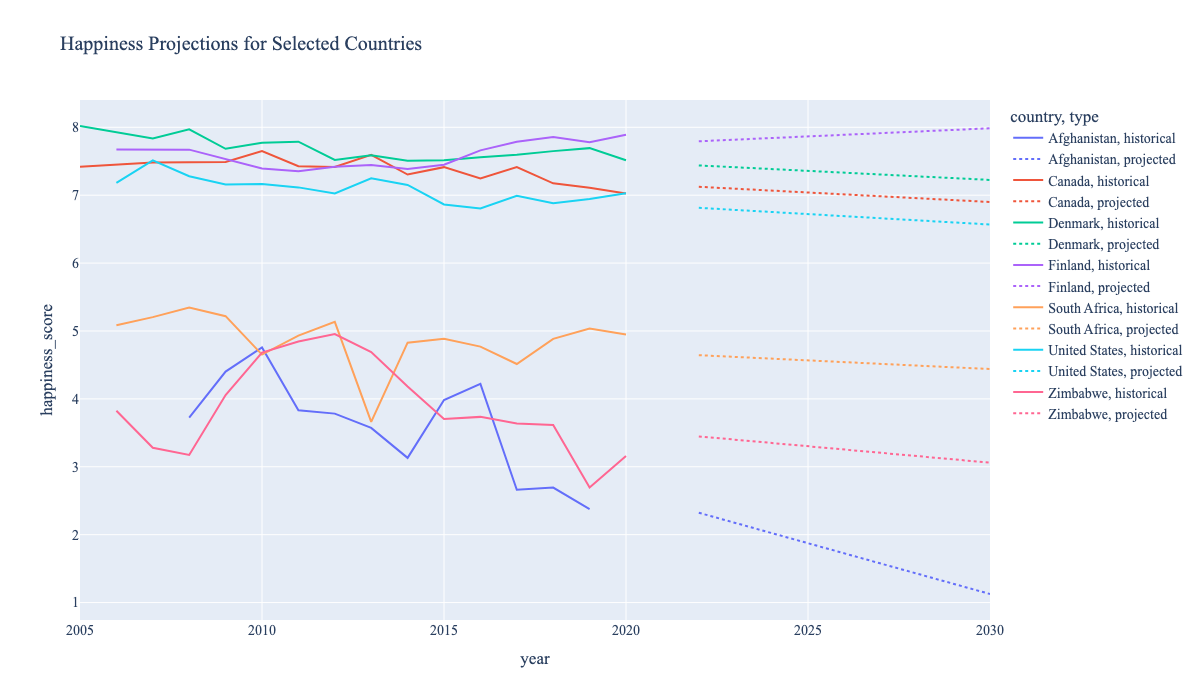 Happiness Projections for Selected Countries
happiness_score
8
7
6
5
4
3
2
1
2005
2010
2015
2020
2025
2030
year
country, type
Afghanistan, historical
Afghanistan, projected
Canada, historical
Canada, projected
Denmark, historical
Denmark, projected
Finland, historical
Finland, projected
South Africa, historical
South Africa, projected
United States, historical
United States, projected
Zimbabwe, historical
Zimbabwe, projected